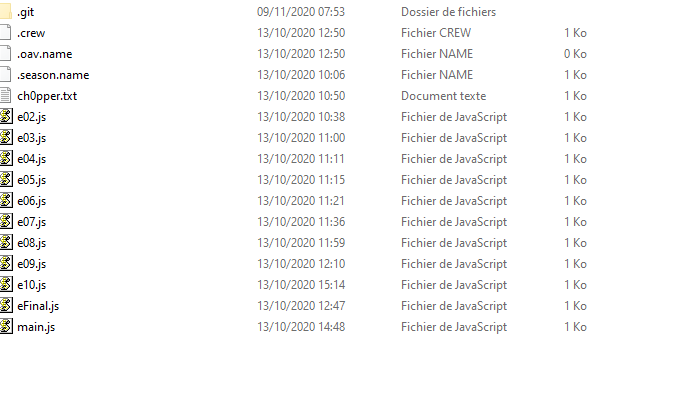 .git 09/11/2020 07:53 Dossier de fichiers
.crew 13/10/2020 12:50 Fichier CREW 1 Ko
.oav.name 13/10/2020 12:50 Fichier NAME 0 Ko
.season.name 13/10/2020 10:06 Fichier NAME 1 Ko
ch0pper.txt 13/10/2020 10:50 Document texte 1 Ko
e02.js 13/10/2020 10:38 Fichier de JavaScript 1 Ko
e03.js 13/10/2020 11:00 Fichier de JavaScript 1 Ko
e04.js 13/10/2020 11:11 Fichier de JavaScript 1 Ko
e05.js 13/10/2020 11:15 Fichier de JavaScript 1 Ko
e06.js 13/10/2020 11:21 Fichier de JavaScript 1 Ko
e07.js 13/10/2020 11:36 Fichier de JavaScript 1 Ko
e08.js 13/10/2020 11:59 Fichier de JavaScript 1 Ko
e09.js 13/10/2020 12:10 Fichier de JavaScript 1 Ko
e10.js 13/10/2020 15:14 Fichier de JavaScript 1 Ko
eFinal.js 13/10/2020 12:47 Fichier de JavaScript 1 Ko
main.js 13/10/2020 14:48 Fichier de JavaScript 1 Ko